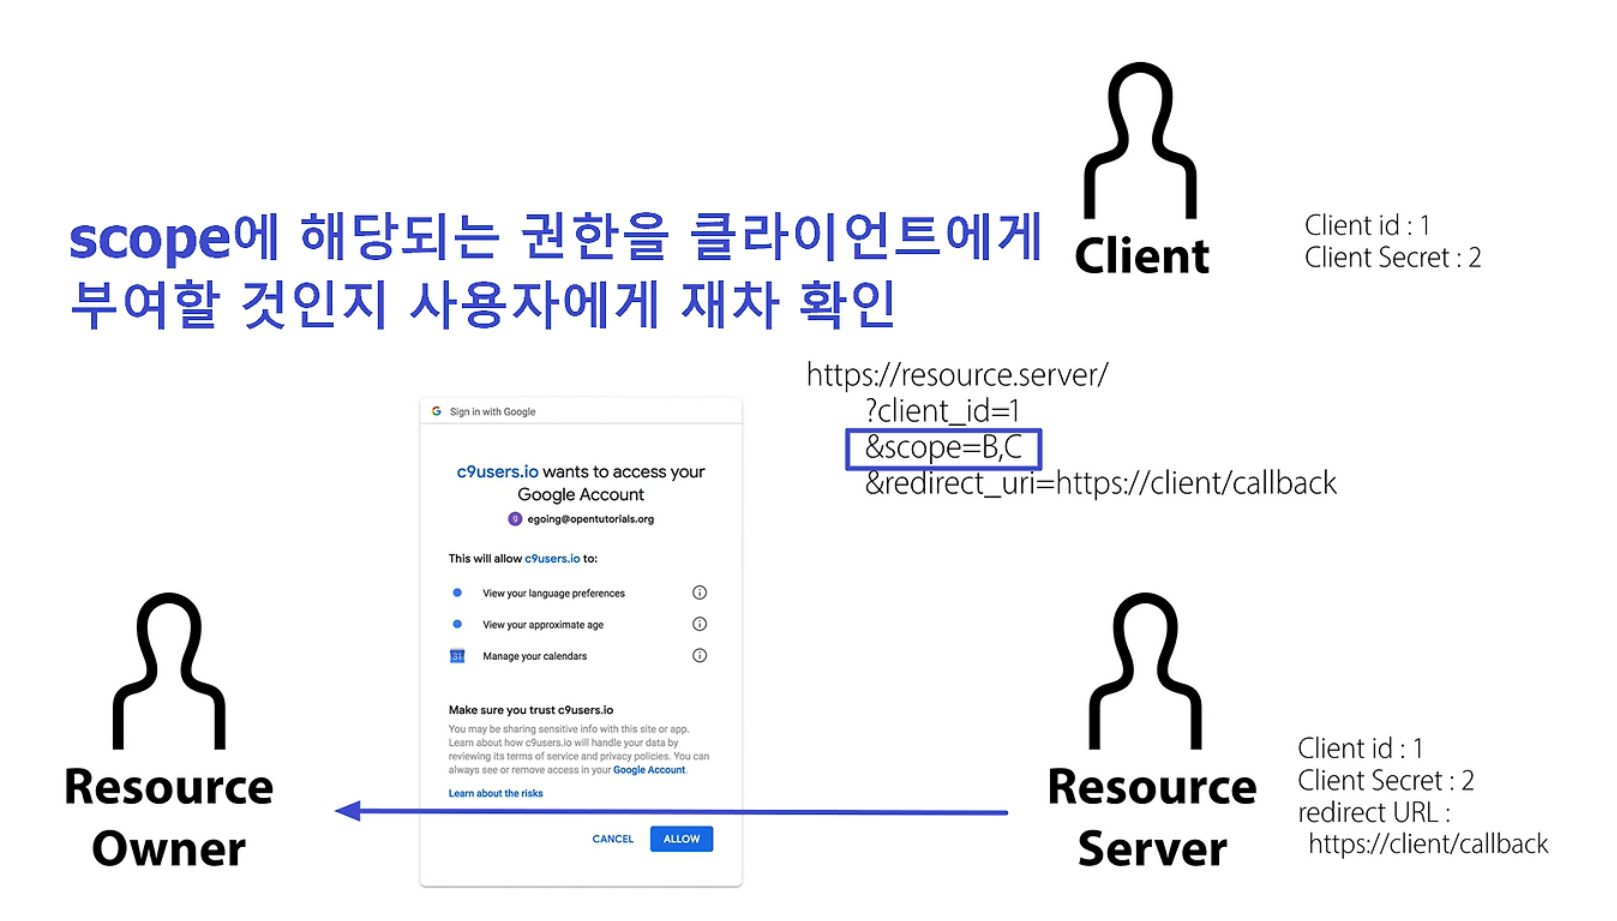 scope에 해당되는 권한을 클라이언트에게
부여할 것인지 사용자에게 재차 확인
Client
Client id : 1
Client Secret : 2
https://resource.server/
?client_id=1
&scope=B,C
&redirect_uri=https://client/callback
G Sign in with Google
c9users.io wants to access your
Google Account
g egoing@opentutorials.org
This will allow c9users.io to:
View your language preferences
View your approximate age
31 Manage your calendars
Make sure you trust c9users.io
You may be sharing sensitive info with this site or app.
Learn about how c9users.io will handle your data by
reviewing its terms of service and privacy policies. You can
always see or remove access in your Google Account.
Learn about the risks
CANCEL ALLOW
Resource
Owner
Resource
Server
Client id : 1
Client Secret : 2
redirect URL :
https://client/callback